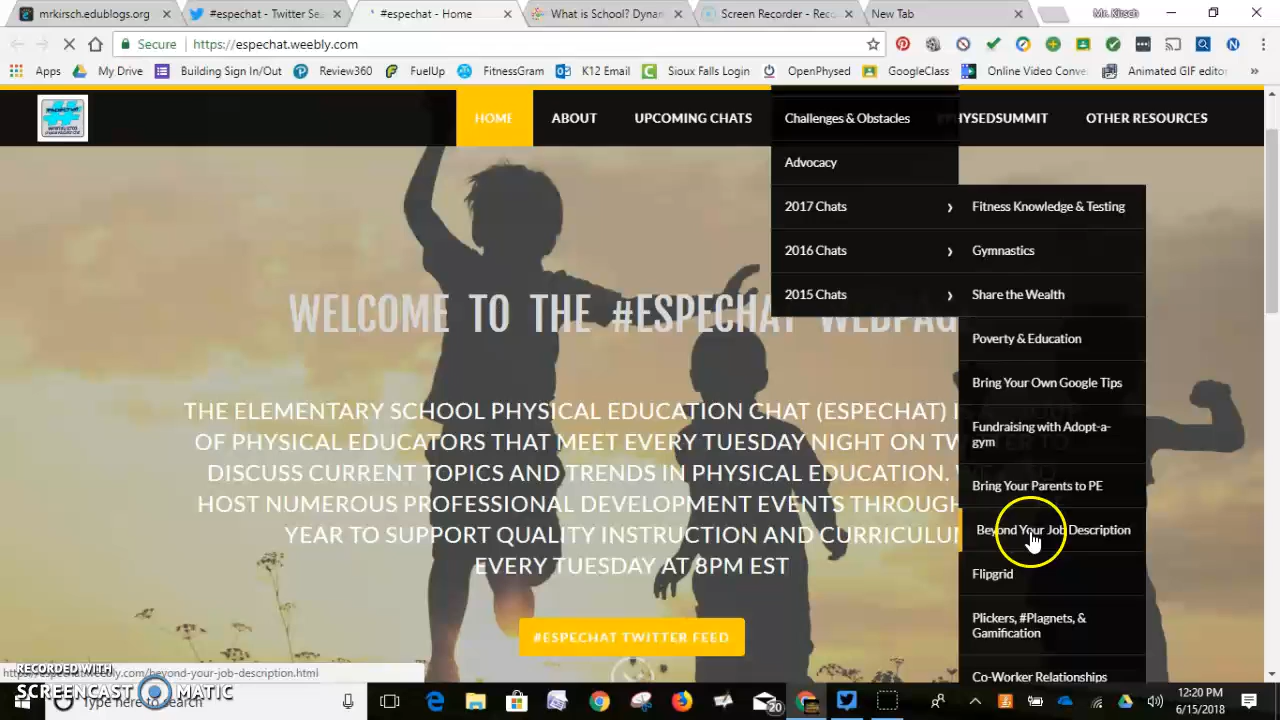 mrkirsch.edublogs.org
#espechat - Twitter Se
#espechat - Home
What is School? Dynam
Screen Recorder - Reco
New Tab
Mr. Kirsch
Secure
https://espechat.weebly.com
Apps
My Drive
Building Sign In/Out
Review360
FuelUp
FitnessGram
K12 Email
Sioux Falls Login
OpenPhysed
GoogleClass
Online Video Conve
Animated GIF editor
HOME
ABOUT
UPCOMING CHATS
Challenges & Obstacles
HYSEDSUMMIT
OTHER RESOURCES
Advocacy
2017 Chats
Fitness Knowledge & Testing
2016 Chats
Gymnastics
2015 Chats
Share the Wealth
WELCOME TO THE #ESPECHAT WEBPAG
Poverty & Education
Bring Your Own Google Tips
THE ELEMENTARY SCHOOL PHYSICAL EDUCATION CHAT (ESPECHAT)
Fundraising with Adopt-a-
gym
OF PHYSICAL EDUCATORS THAT MEET EVERY TUESDAY NIGHT ON TW
DISCUSS CURRENT TOPICS AND TRENDS IN PHYSICAL EDUCATION.
Bring Your Parents to PE
HOST NUMEROUS PROFESSIONAL DEVELOPMENT EVENTS THROUGH
Beyond Your Job Description
YEAR TO SUPPORT QUALITY INSTRUCTION AND CURRICULUM
EVERY TUESDAY AT 8PM EST
Flipgrid
Plickers, #Plagnets, &
Gamification
#ESPECHAT TWITTER FEED
Co-Worker Relationships
https://espechat.weebly.com/beyond-your-job-description.html
RECORDED WITH
SCREENCAST MATIC
Type here to search
20
12:20 PM
6/15/2018